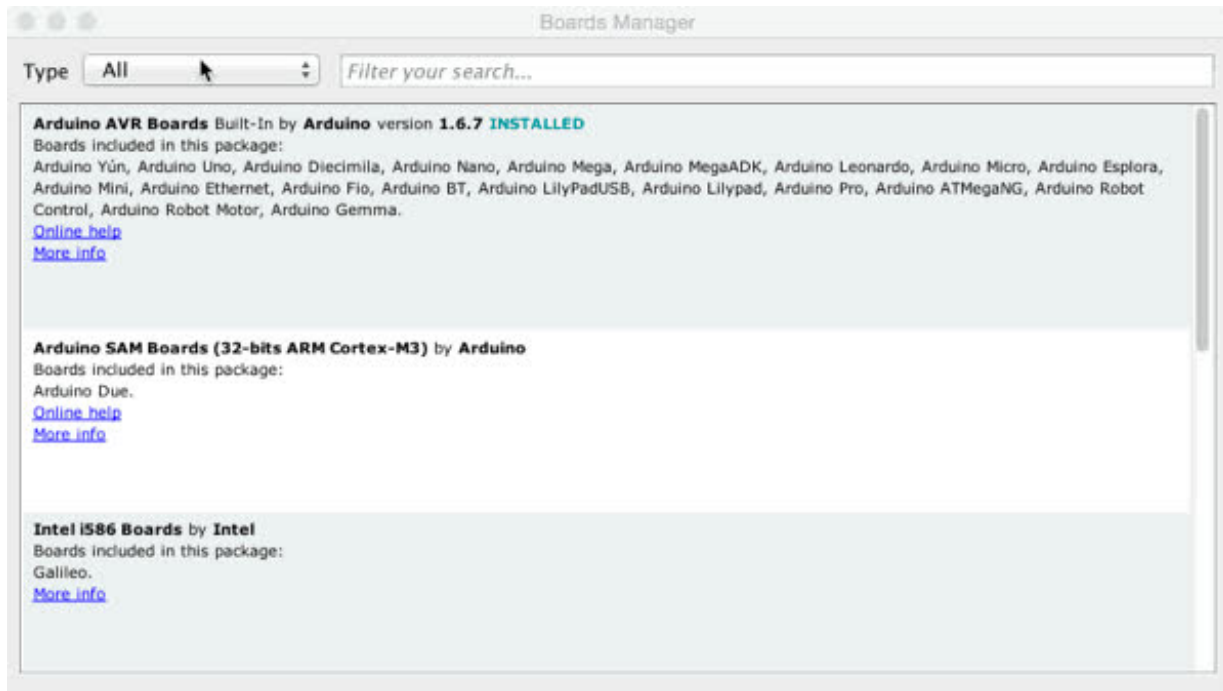 Boards Manager
Type All Filter your search...
Arduino AVR Boards Built-In by Arduino version 1.6.7 INSTALLED
Boards included in this package:
Arduino Yún, Arduino Uno, Arduino Diecimila, Arduino Nano, Arduino Mega, Arduino MegaADK, Arduino Leonardo, Arduino Micro, Arduino Esplora,
Arduino Mini, Arduino Ethernet, Arduino Fio, Arduino BT, Arduino LilyPadUSB, Arduino Lilypad, Arduino Pro, Arduino ATMegaNG, Arduino Robot
Control, Arduino Robot Motor, Arduino Gemma.
Online help
More info
Arduino SAM Boards (32-bits ARM Cortex-M3) by Arduino
Boards included in this package:
Arduino Due.
Online help
More info
Intel i586 Boards by Intel
Boards included in this package:
Galileo.
More info